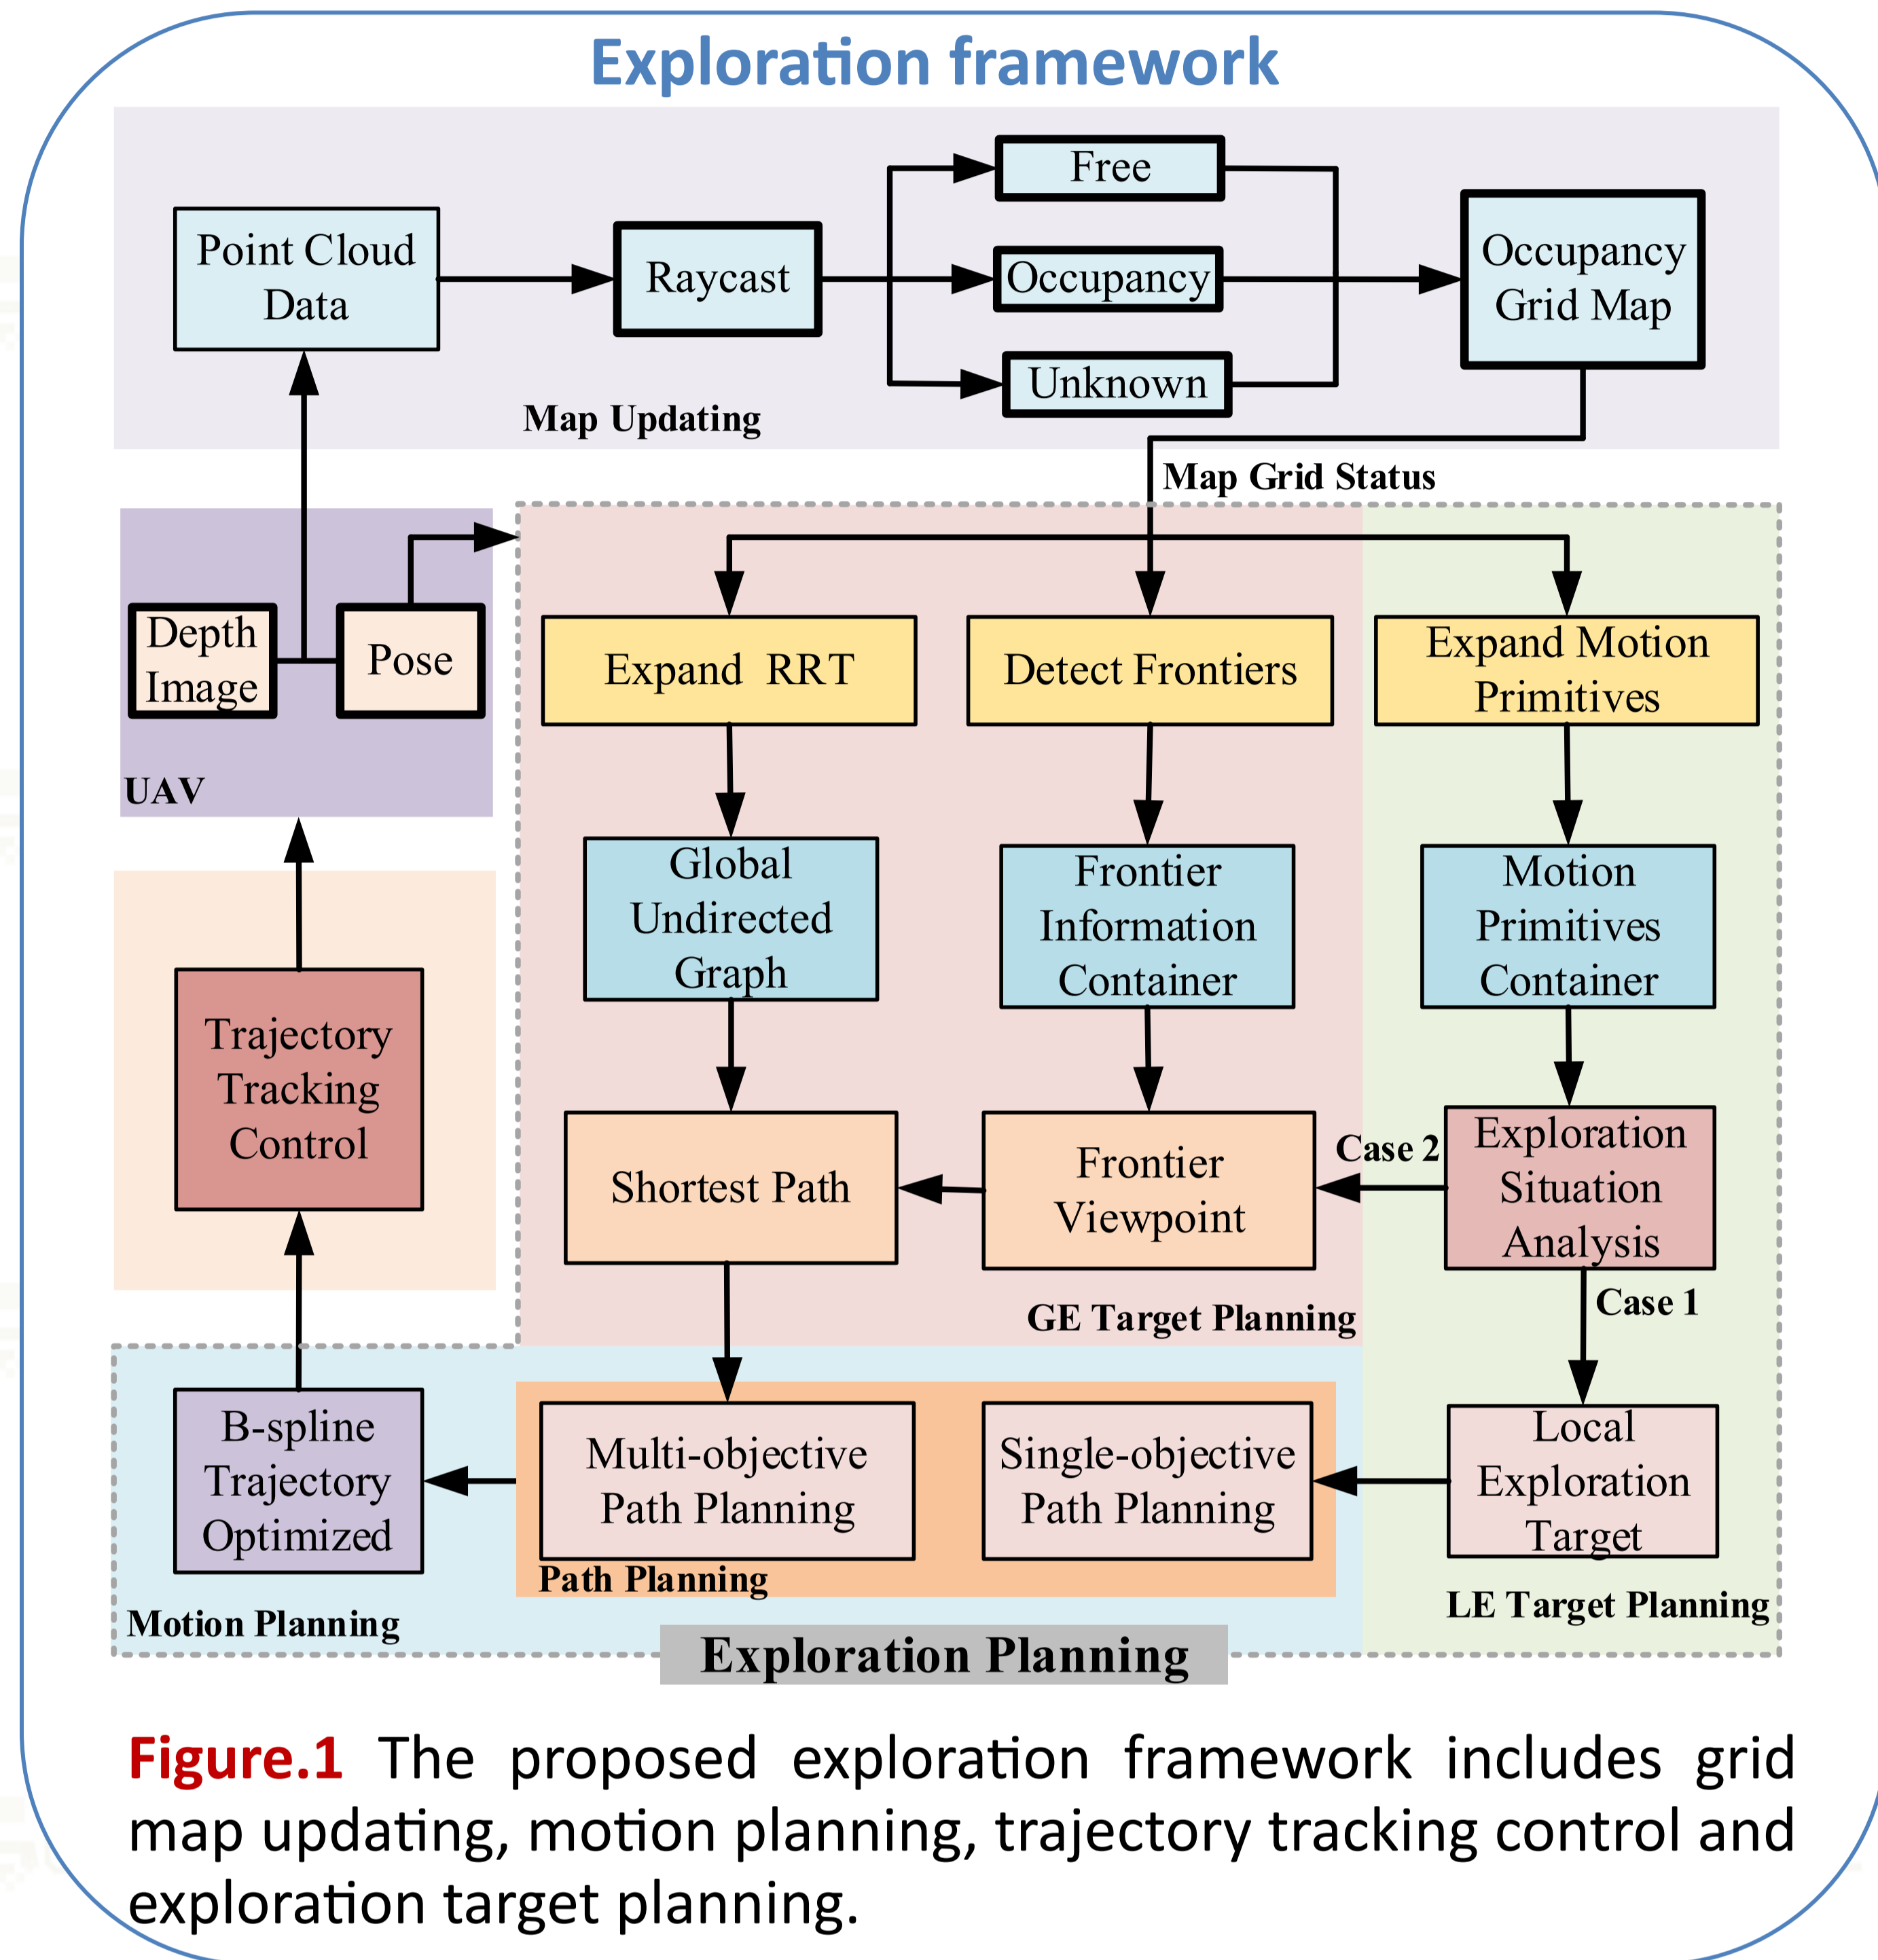 Exploration framework
Free
Point Cloud
Data
Raycast
Occupancy
Occupancy
Grid Map
Unknown
Map Updating
Map Grid Status
Depth
Image
Pose
UAV
Expand RRT
Detect Frontiers
Expand Motion
Primitives
Global
Undirected
Graph
Frontier
Information
Container
Motion
Primitives
Container
Trajectory
Tracking
Control
Shortest Path
Frontier
Viewpoint
Case 2
Exploration
Situation
Analysis
Case 1
GE Target Planning
B-spline
Trajectory
Optimized
Multi-objective
Path Planning
Single-objective
Path Planning
Local
Exploration
Target
Path Planning
Motion Planning
LE Target Planning
Exploration Planning
Figure.1 The proposed exploration framework includes grid
map updating, motion planning, trajectory tracking control and
exploration target planning.